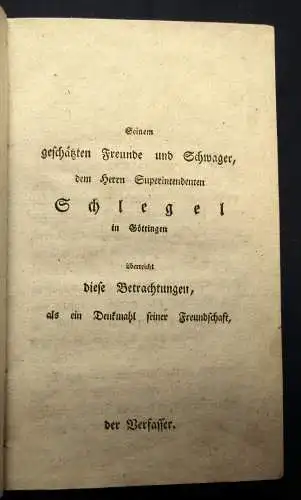 Seinem
geschätzten Freunde und Schwager,
dem Herrn Superintendenten
Schlegel
in Göttingen
überreicht
diese Betrachtungen,
als ein Denkmahl seiner Freundschaft,
der Verfasser.